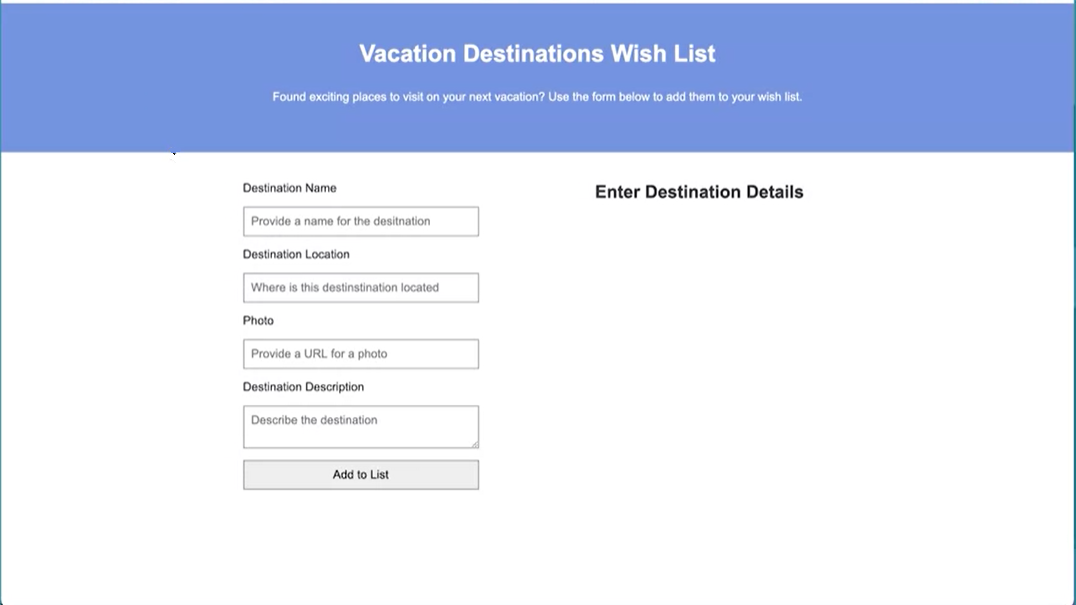 Vacation Destinations Wish List
Found exciting places to visit on your next vacation? Use the form below to add them to your wish list.
Destination Name
Provide a name for the desitnation
Destination Location
Where is this destinstination located
Photo
Provide a URL for a photo
Destination Description
Describe the destination
Add to List
Enter Destination Details